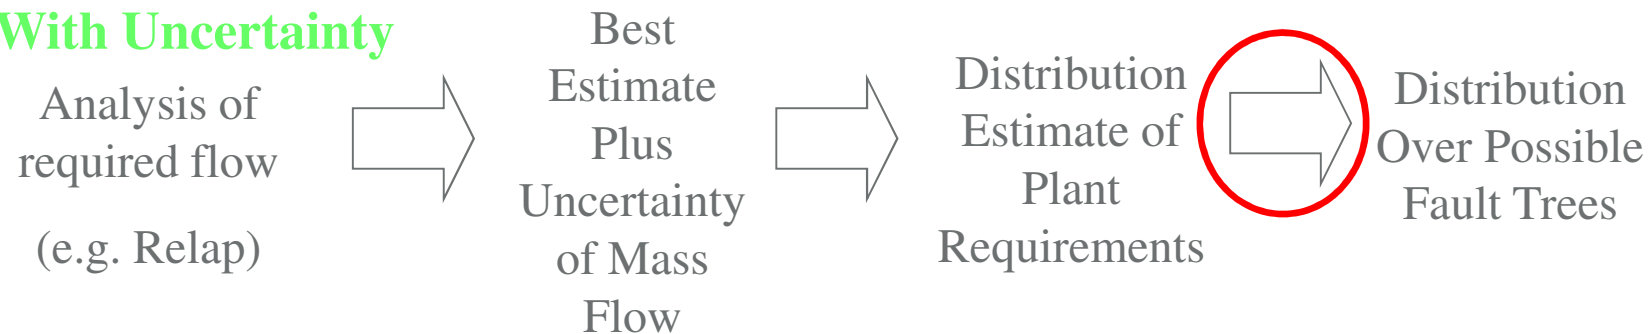 With Uncertainty
Analysis of
required flow
(e.g. Relap)
Best
Estimate
Plus
Uncertainty
of Mass
Flow
Distribution
Estimate of
Plant
Requirements
Distribution
Over Possible
Fault Trees